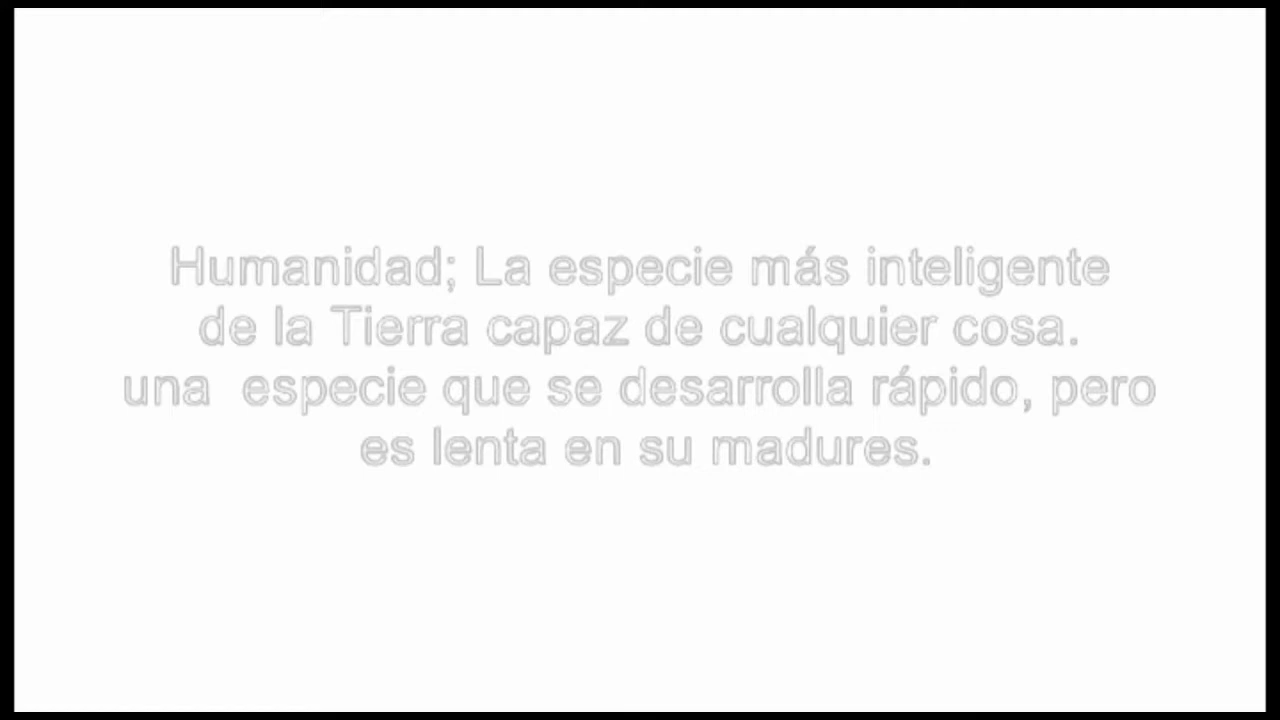 Humanidad; La especie más inteligente
de la Tierra capaz de cualquier cosa.
una  especie que se desarrolla rápido, pero
es lenta en su madures.